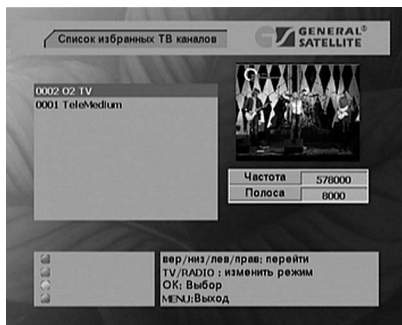 Список избранных ТВ каналов
GENERAL®
SATELLITE
0002 O2 TV
0001 TeleMedium
Частота 578000
Полоса 8000
вер/низ/лев/прав: перейти
TV/RADIO : изменить режим
OK: Выбор
MENU:Выход